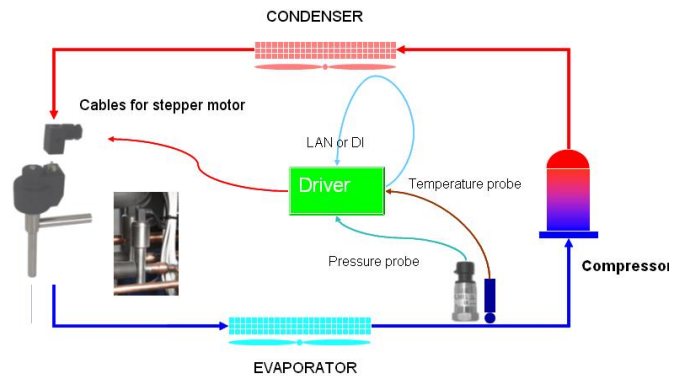 CONDENSER
Cables for stepper motor
LAN or DI
Driver
Temperature probe
Pressure probe
Compressor
EVAPORATOR